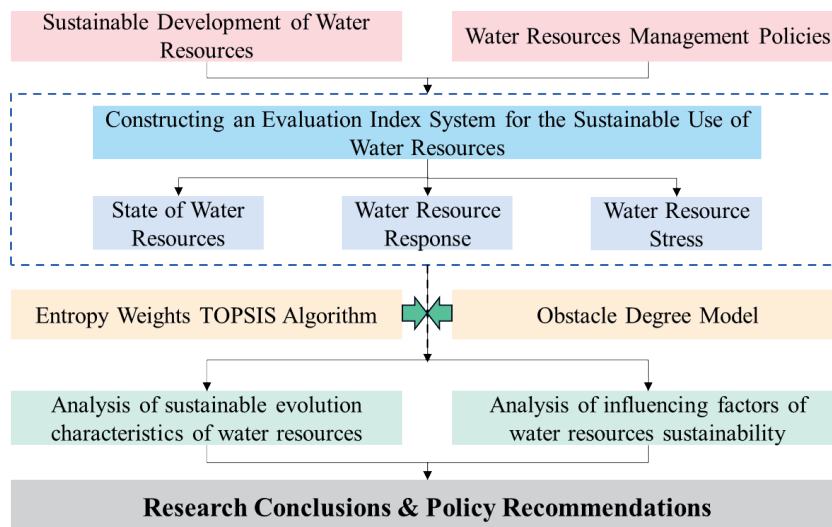 Sustainable Development of Water
Resources
Water Resources Management Policies
Constructing an Evaluation Index System for the Sustainable Use of
Water Resources
State of Water
Resources
Water Resource
Response
Water Resource
Stress
Entropy Weights TOPSIS Algorithm
Obstacle Degree Model
Analysis of sustainable evolution
characteristics of water resources
Analysis of influencing factors of
water resources sustainability
Research Conclusions & Policy Recommendations